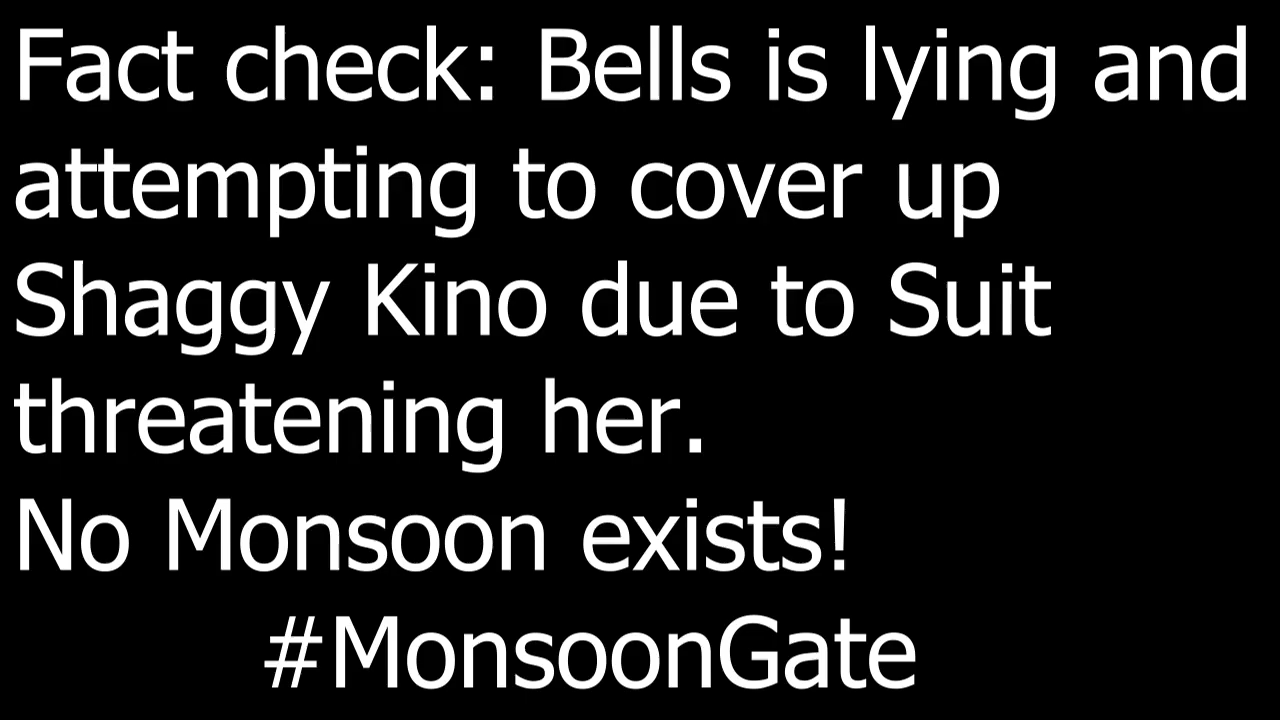 Fact check: Bells is lying and
attempting to cover up
Shaggy Kino due to Suit
threatening her.
No Monsoon exists!
#MonsoonGate